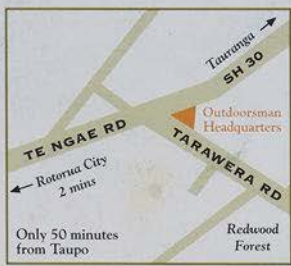 Tauranga
SH 30
Outdoorsman
Headquarters
TE NGAE RD
TARAWERA RD
Rotorua City
2 mins
Only 50 minutes
from Taupo
Redwood
Forest